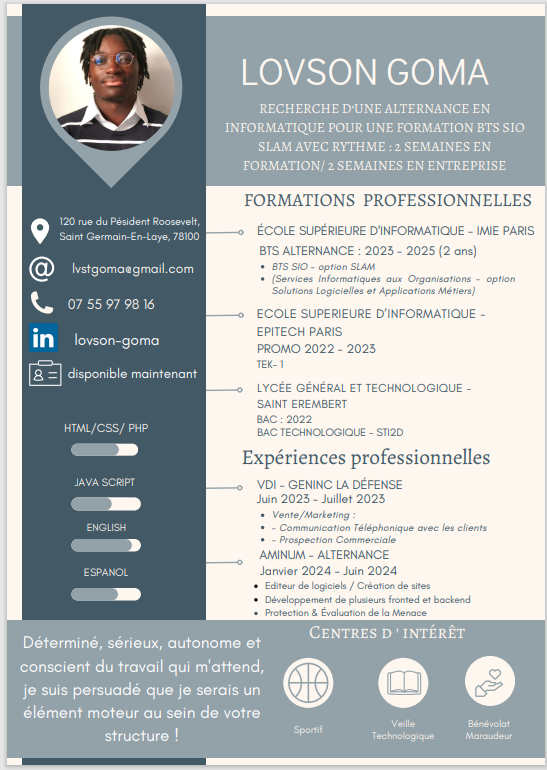 LOVSON GOMA
RECHERCHE D'UNE ALTERNANCE EN
INFORMATIQUE POUR UNE FORMATION BTS SIO
SLAM AVEC RYTHME : 2 SEMAINES EN
FORMATION/ 2 SEMAINES EN ENTREPRISE
120 rue du Pésident Roosevelt,
Saint Germain-En-Laye, 78100
lvstgoma@gmail.com
07 55 97 98 16
in
lovson-goma
disponible maintenant
HTML/CSS/ PHP
JAVA SCRIPT
ENGLISH
ESPANOL
FORMATIONS PROFESSIONNELLES
ÉCOLE SUPÉRIEURE D'INFORMATIQUE - IMIE PARIS
BTS ALTERNANCE : 2023 - 2025 (2 ans)
• BTS SIO - option SLAM
• (Services Informatiques aux Organisations - option
Solutions Logicielles et Applications Métiers)
ECOLE SUPERIEURE D'INFORMATIQUE -
EPITECH PARIS
PROMO 2022 - 2023
TEK- 1
LYCÉE GÉNÉRAL ET TECHNOLOGIQUE -
SAINT EREMBERT
BAC : 2022
BAC TECHNOLOGIQUE - STI2D
Expériences professionnelles
VDI - GENINC LA DÉFENSE
Juin 2023 - Juillet 2023
• Vente/Marketing :
• - Communication Téléphonique avec les clients
• - Prospection Commerciale
AMINUM - ALTERNANCE
Janvier 2024 - Juin 2024
• Editeur de logiciels / Création de sites
• Développement de plusieurs fronted et backend
• Protection & Évaluation de la Menace
Déterminé, sérieux, autonome et
conscient du travail qui m'attend,
je suis persuadé que je serais un
élément moteur au sein de votre
structure !
CENTRES D ' INTÉRÊT
Sportif
Veille
Technologique
Bénévolat
Maraudeur